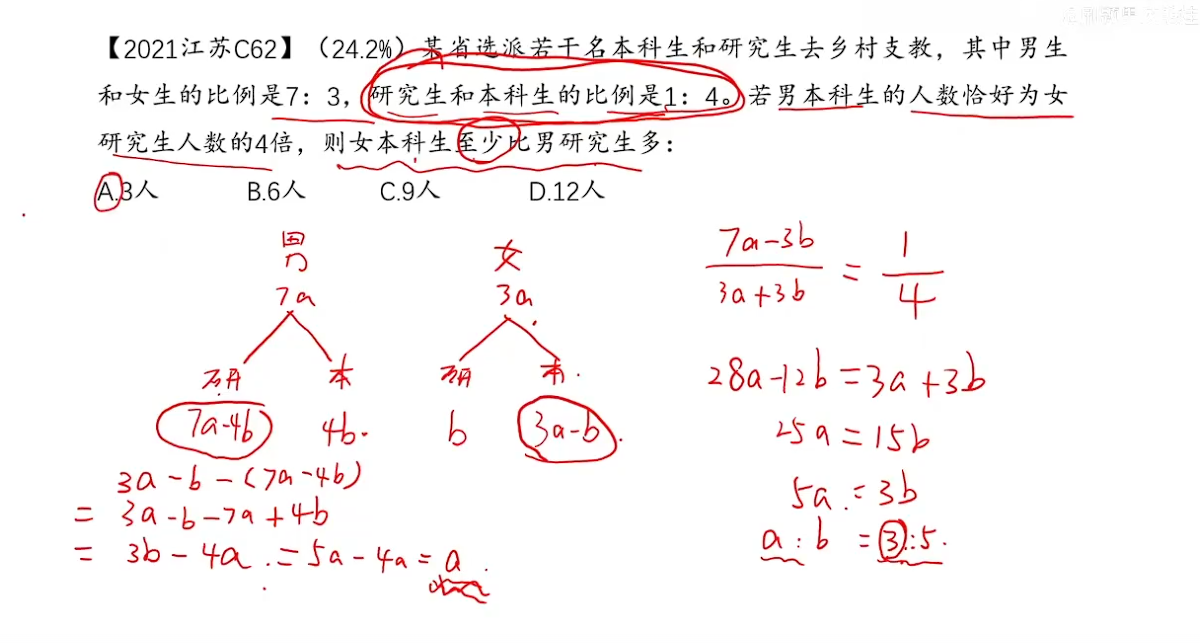 【2021江苏C62】（24.2%）某省选派若干名本科生和研究生去乡村支教，其中男生
和女生的比例是7：3，研究生和本科生的比例是1：4。若男本科生的人数恰好为女
研究生人数的4倍，则女本科生至少比男研究生多：
A.3人 B.6人 C.9人 D.12人
男 女
7a 3a
研 本 研 本
7a-4b 4b b 3a-b
3a-b-(7a-4b)
= 3a-b-7a+4b
= 3b-4a = 5a-4a = a
7a-3b / 3a+3b = 1/4
28a-12b=3a+3b
25a=15b
5a=3b
a:b=3:5